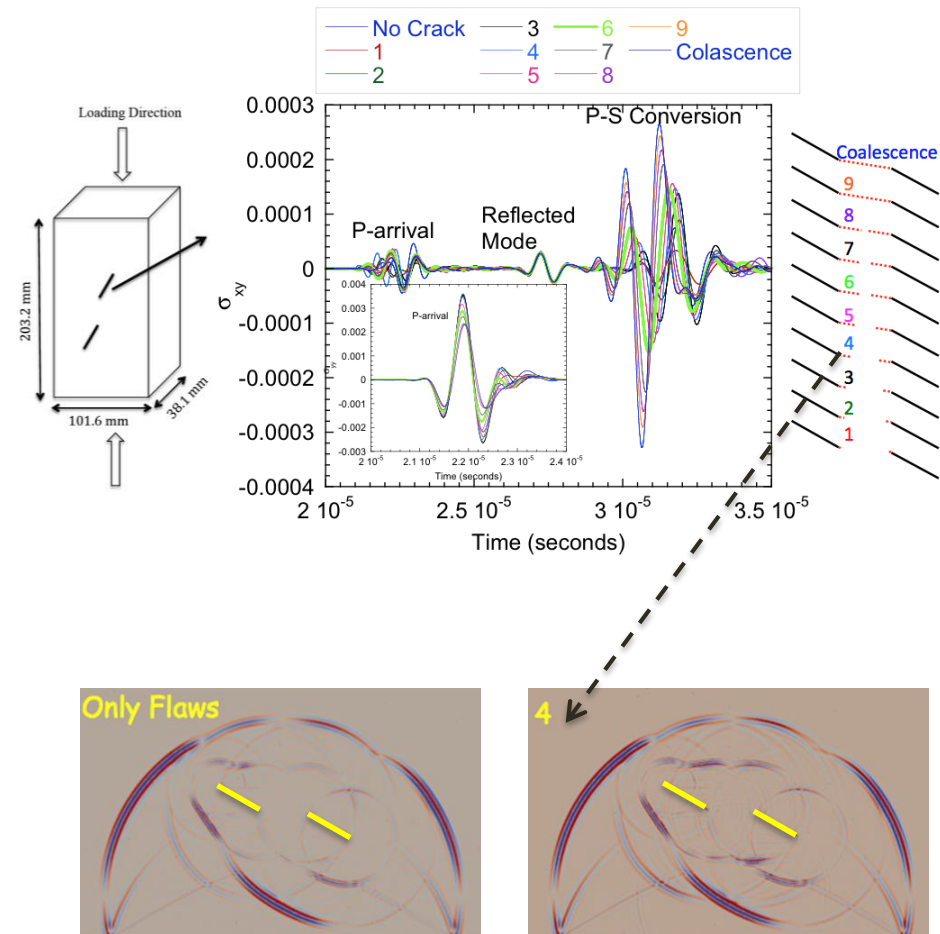 No Crack
3
6
9
1
4
7
Colascence
2
5
8
Loading Direction
203.2 mm
101.6 mm
38.1 mm
0.0003
0.0002
0.0001
0
-0.0001
-0.0002
-0.0003
-0.0004
σxy
P-arrival
Reflected
Mode
P-S Conversion
0.004
0.003
0.002
0.001
0
-0.001
-0.002
-0.003
P-arrival
2 10-5
2.1 10-5
2.2 10-5
2.3 10-5
2.4 10-5
Time (seconds)
2 10-5
2.5 10-5
3 10-5
3.5 10-5
Time (seconds)
Coalescence
9
8
7
6
5
4
3
2
1
Only Flaws
4